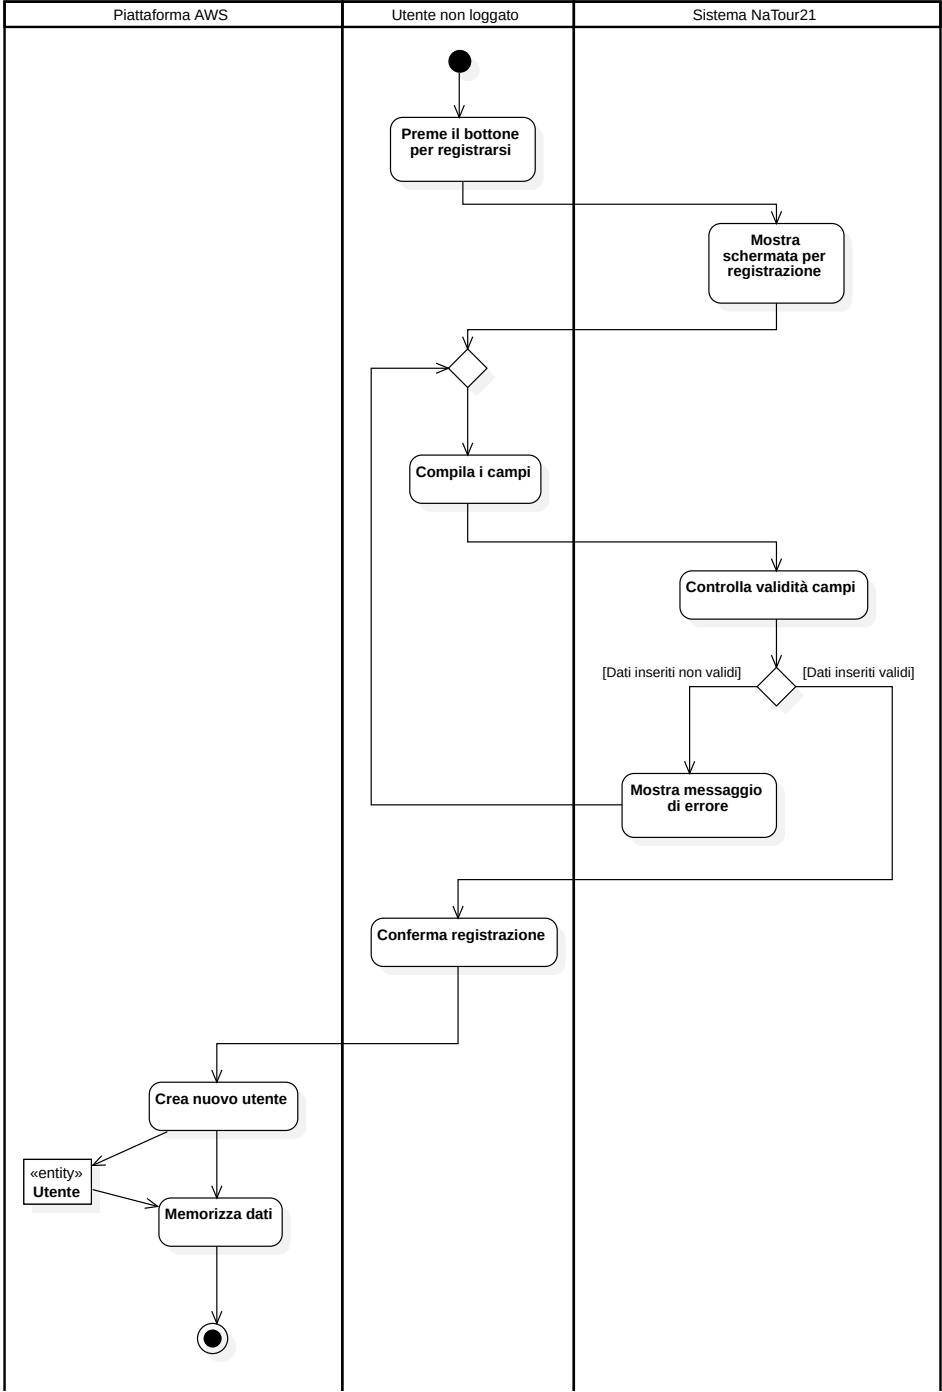 Piattaforma AWS
Utente non loggato
Sistema NaTour21
Preme il bottone
per registrarsi
Mostra
schermata per
registrazione
Compila i campi
Controlla validità campi
[Dati inseriti non validi]
[Dati inseriti validi]
Mostra messaggio
di errore
Conferma registrazione
Crea nuovo utente
«entity»
Utente
Memorizza dati